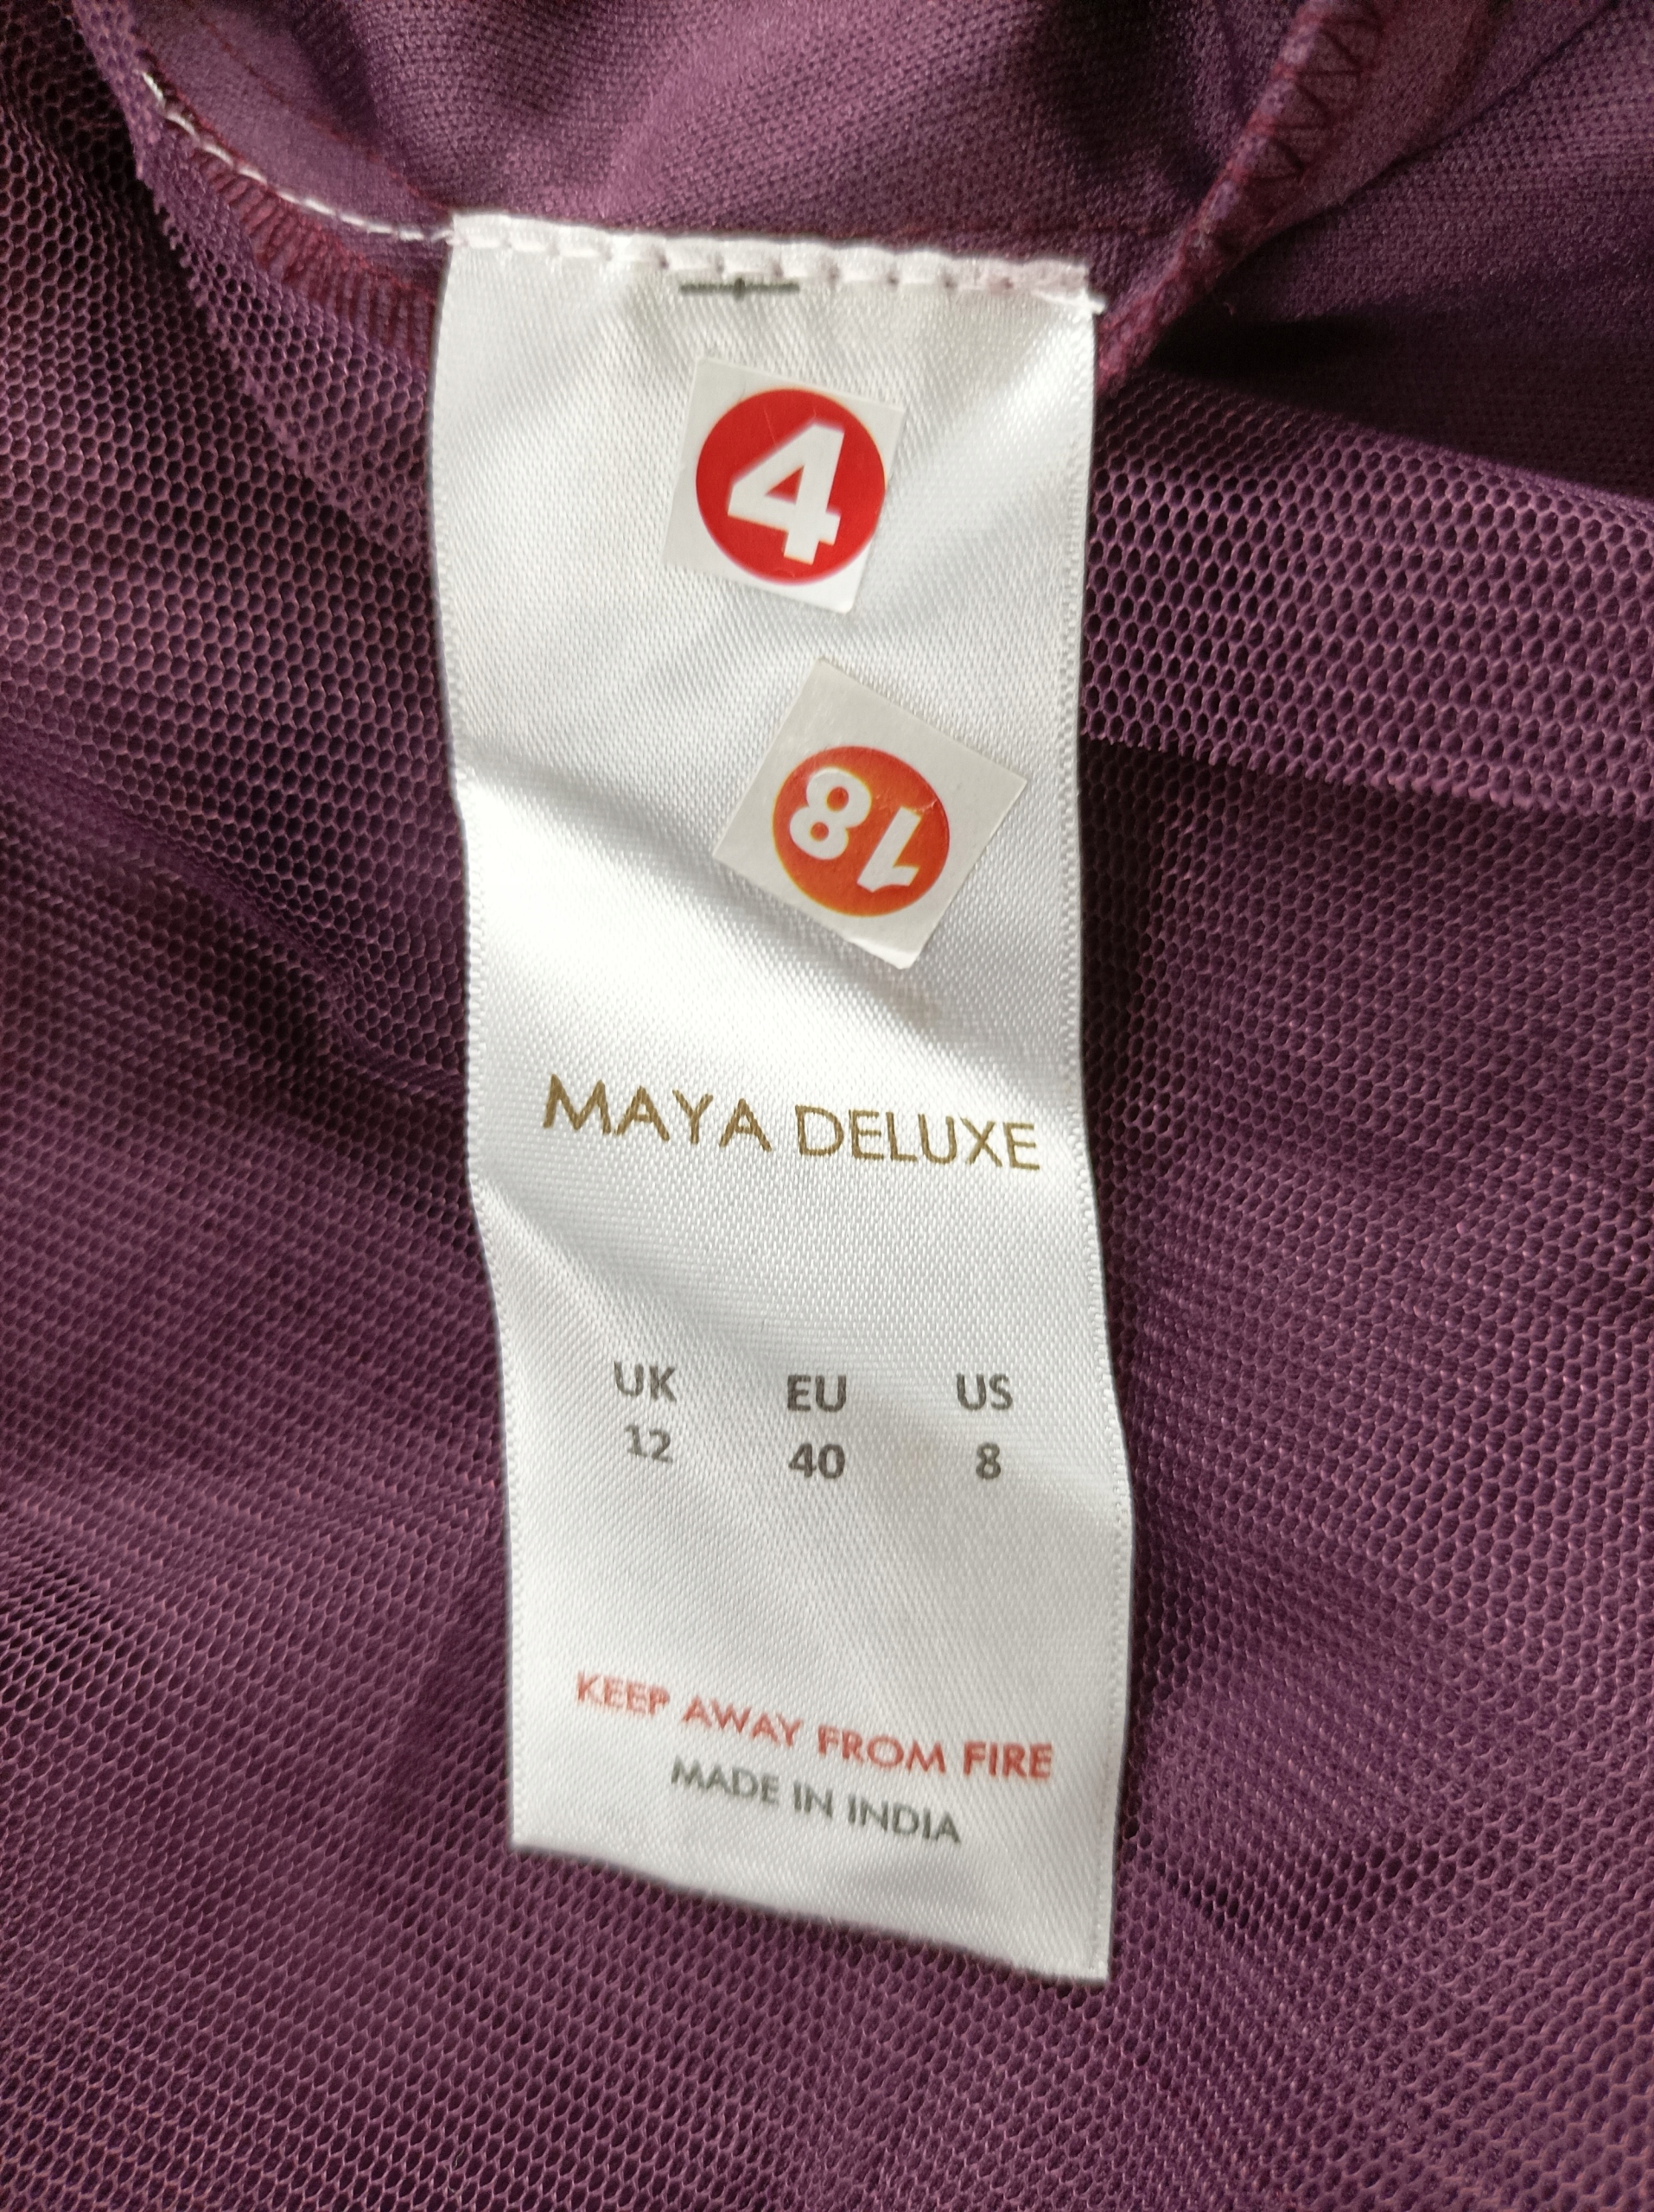 4
18
MAYA DELUXE
UK EU US
12 40 8
KEEP AWAY FROM FIRE
MADE IN INDIA